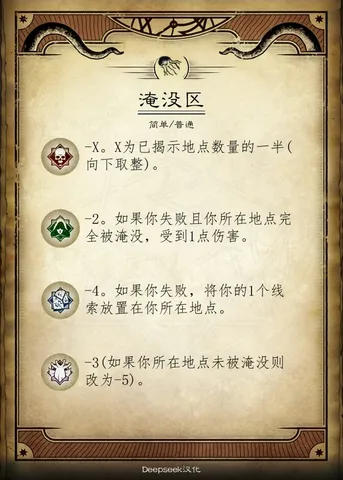 淹没区
简单/普通
-X。X为已揭示地点数量的一半(
向下取整)。
-2。如果你失败且你所在地点完
全被淹没，受到1点伤害。
-4。如果你失败，将你的1个线
索放置在你所在地点。
-3(如果你所在地点未被淹没则
改为-5)。
Deepseek汉化